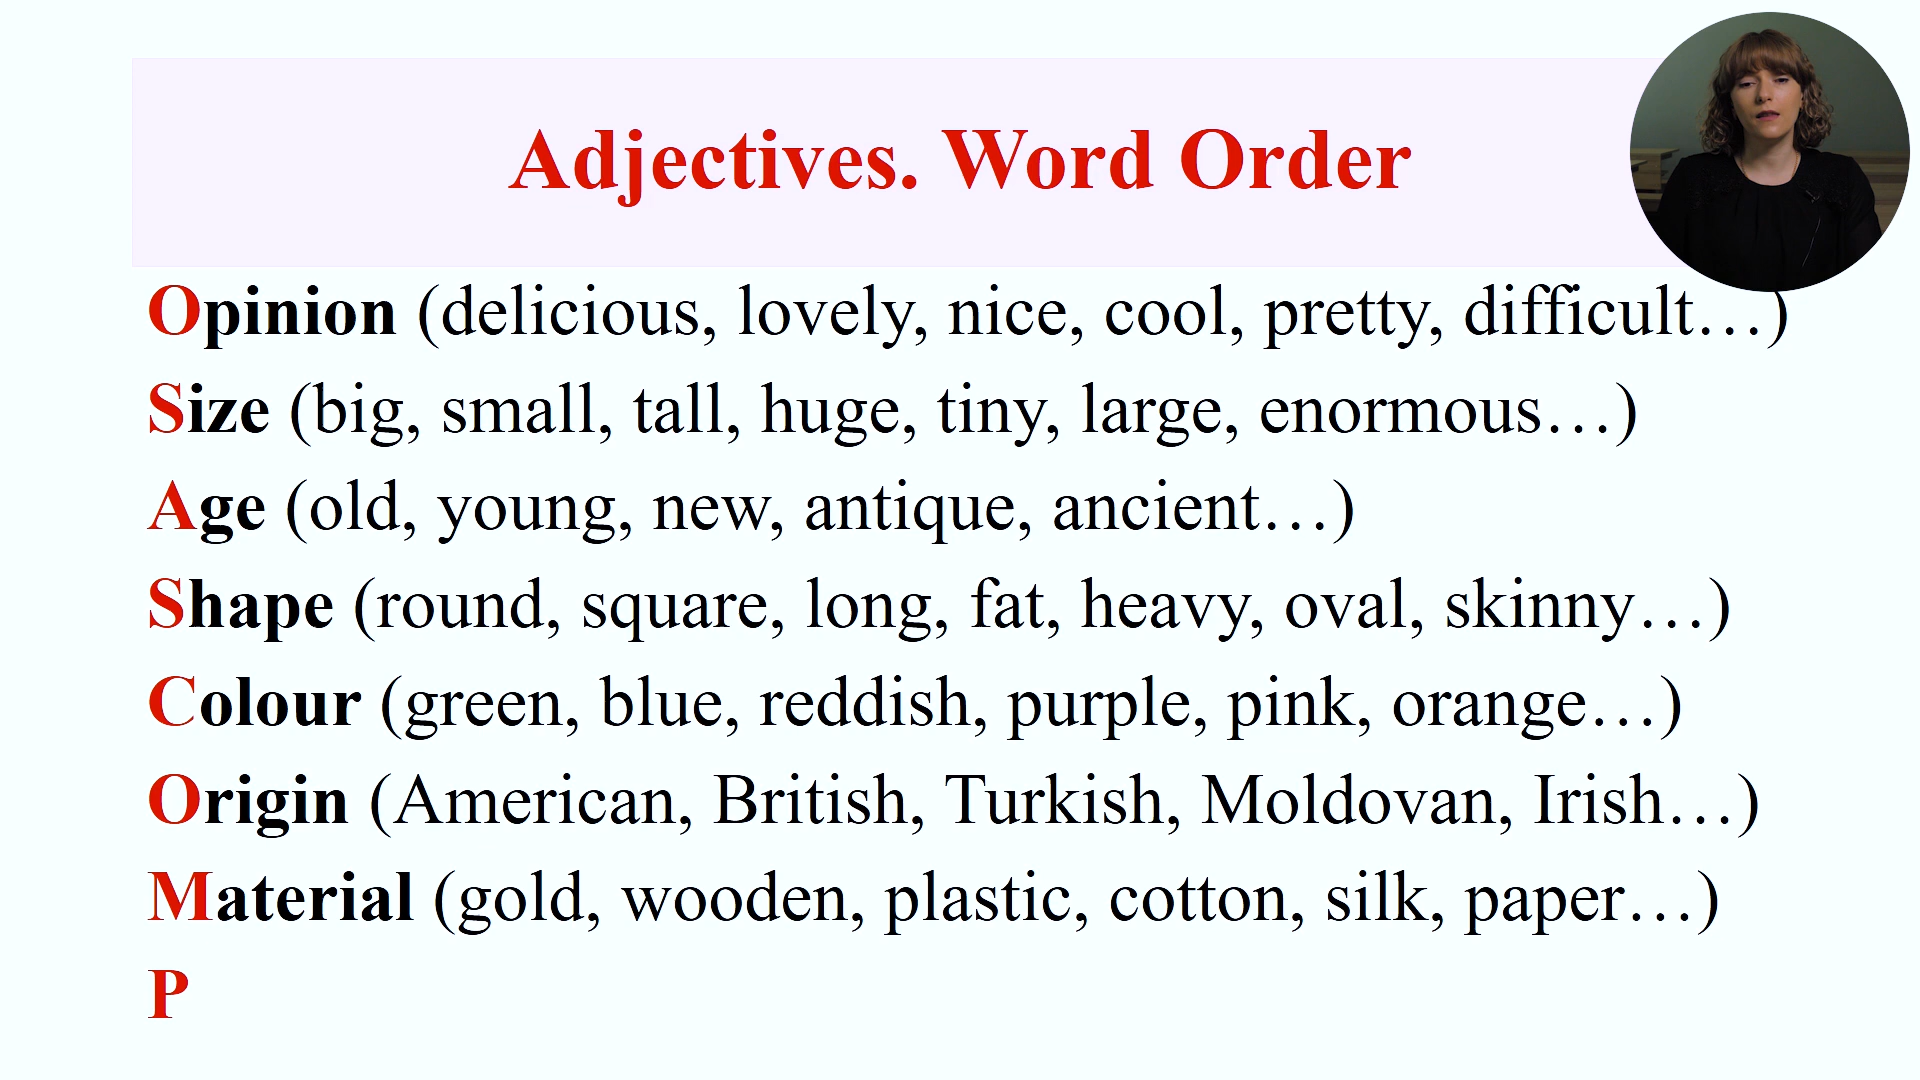 Adjectives. Word Order
Opinion (delicious, lovely, nice, cool, pretty, difficult…)
Size (big, small, tall, huge, tiny, large, enormous…)
Age (old, young, new, antique, ancient…)
Shape (round, square, long, fat, heavy, oval, skinny…)
Colour (green, blue, reddish, purple, pink, orange…)
Origin (American, British, Turkish, Moldovan, Irish…)
Material (gold, wooden, plastic, cotton, silk, paper…)
P